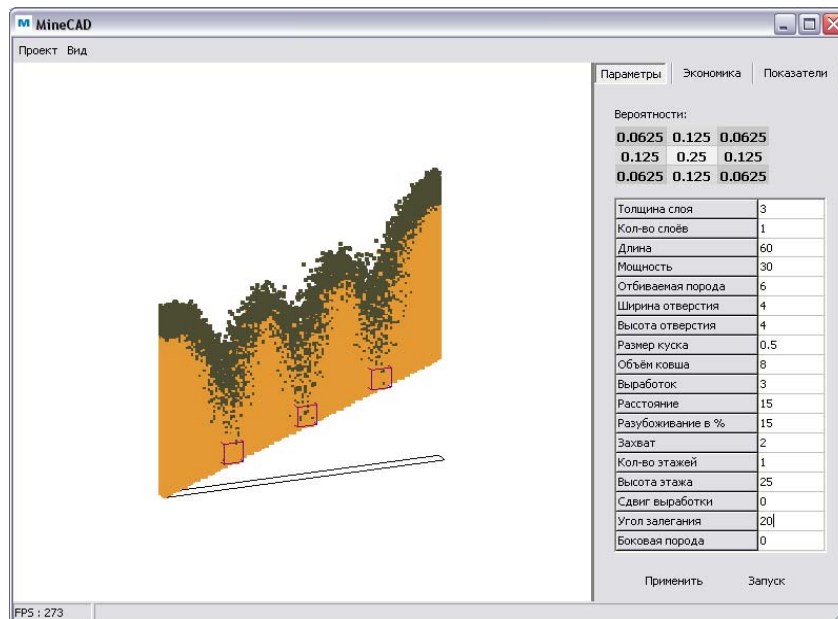 MineCAD
Проект Вид
Параметры Экономика Показатели
Вероятности:
0.0625 0.125 0.0625
0.125 0.25 0.125
0.0625 0.125 0.0625
Толщина слоя 3
Кол-во слоёв 1
Длина 60
Мощность 30
Отбиваемая порода 6
Ширина отверстия 4
Высота отверстия 4
Размер куска 0.5
Объём ковша 8
Выработок 3
Расстояние 15
Разубоживание в % 15
Захват 2
Кол-во этажей 1
Высота этажа 25
Сдвиг выработки 0
Угол залегания 20
Боковая порода 0
Применить Запуск
FPS : 273